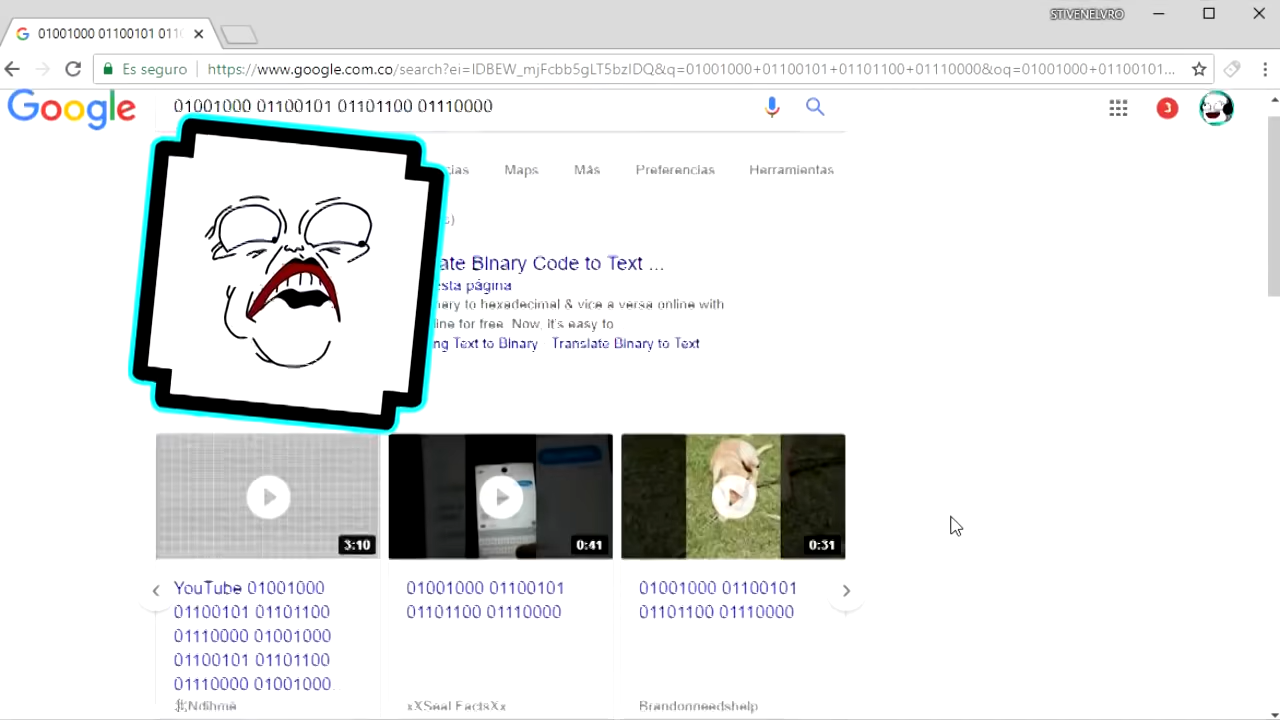 STIVENELVRO
01001000 01100101 0110
Es seguro
https://www.google.com.co/search?ei=IDBEW_mjFcbb5gLT5bzIDQ&q=01001000+01100101+01101100+01110000&oq=01001000+01100101...
Google
01001000 01100101 01101100 01110000
3
cias Maps Más Preferencias Herramientas
s)
ate Binary Code to Text ...
esta página
ary to hexadecimal & vice a versa online with
line for free. Now, it's easy to
ng Text to Binary Translate Binary to Text
3:10
0:41
0:31
YouTube 01001000
01100101 01101100
01110000 01001000
01100101 01101100
01110000 01001000
01001000 01100101
01101100 01110000
xXSeal FactsXx
01001000 01100101
01101100 01110000
Brandonneedshelp